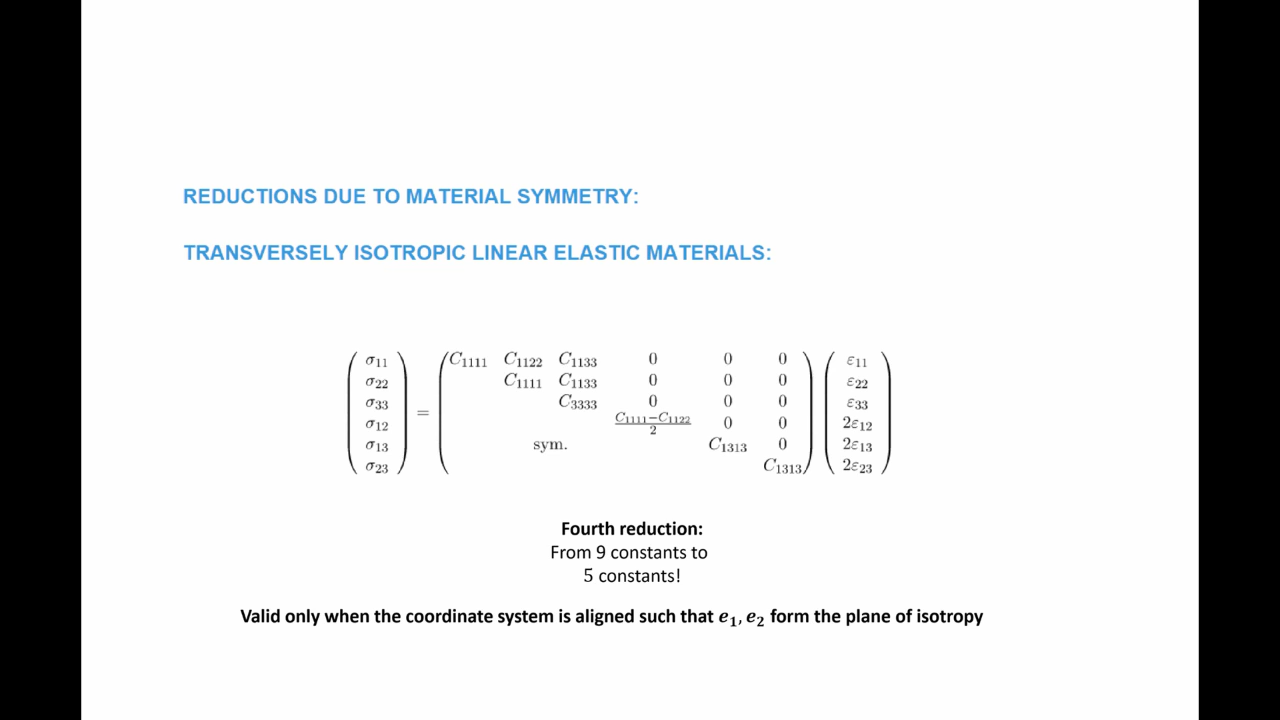 REDUCTIONS DUE TO MATERIAL SYMMETRY:
TRANSVERSELY ISOTROPIC LINEAR ELASTIC MATERIALS:
σ11 C1111 C1122 C1133 0 0 0 ε11
σ22 C1111 C1133 0 0 0 ε22
σ33 C3333 0 0 0 ε33
σ12 = (C1111−C1122)/2 0 0 2ε12
σ13 sym. C1313 0 2ε13
σ23 C1313 2ε23
Fourth reduction:
From 9 constants to
5 constants!
Valid only when the coordinate system is aligned such that e1, e2 form the plane of isotropy